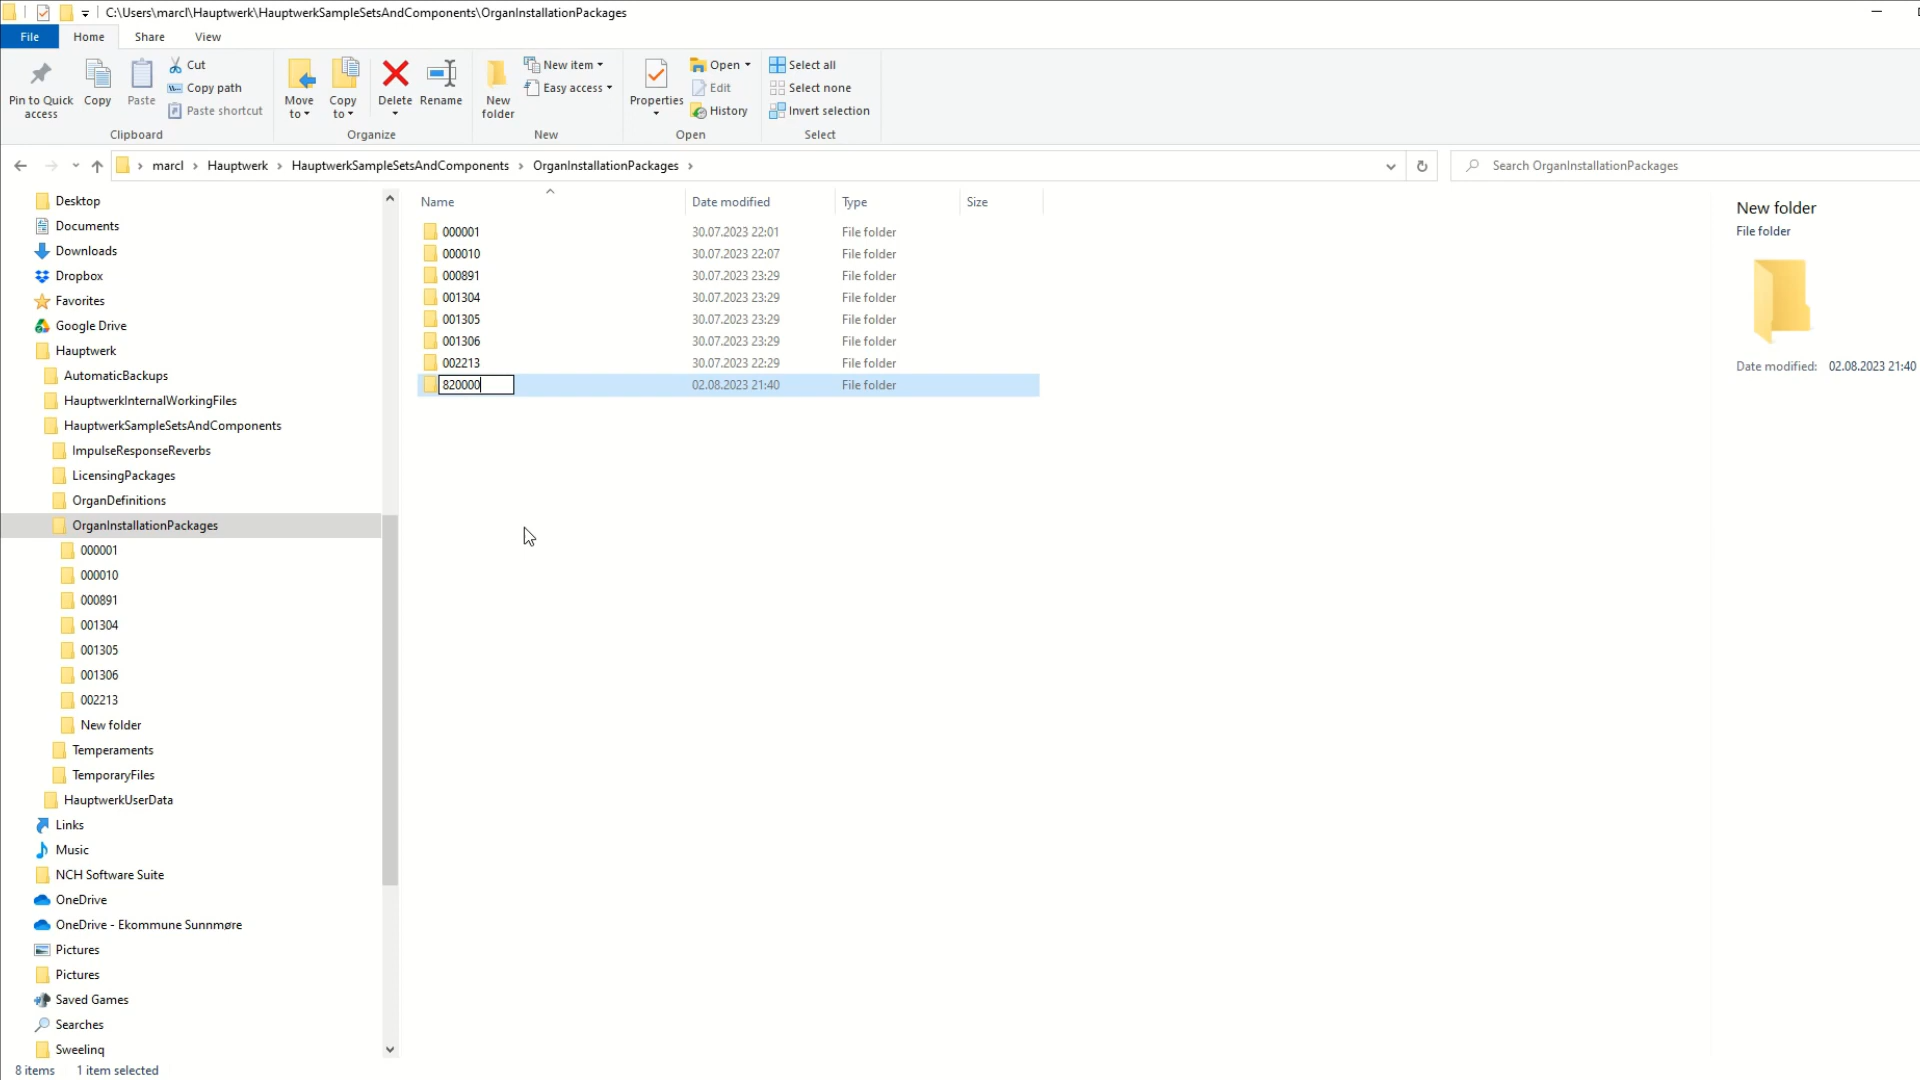 C:\Users\marcl\Hauptwerk\HauptwerkSampleSetsAndComponents\OrganInstallationPackages
File Home Share View
Pin to Quick access
Copy
Paste
Cut
Copy path
Paste shortcut
Move to
Copy to
Delete
Rename
New folder
New item
Easy access
Properties
Open
Edit
History
Select all
Select none
Invert selection
Clipboard Organize New Open Select
marcl › Hauptwerk › HauptwerkSampleSetsAndComponents › OrganInstallationPackages ›
Search OrganInstallationPackages
Desktop
Documents
Downloads
Dropbox
Favorites
Google Drive
Hauptwerk
AutomaticBackups
HauptwerkInternalWorkingFiles
HauptwerkSampleSetsAndComponents
ImpulseResponseReverbs
LicensingPackages
OrganDefinitions
OrganInstallationPackages
000001
000010
000891
001304
001305
001306
002213
New folder
Temperaments
TemporaryFiles
HauptwerkUserData
Links
Music
NCH Software Suite
OneDrive
OneDrive - Ekommune Sunnmøre
Pictures
Pictures
Saved Games
Searches
Sweelinq
Name Date modified Type Size
000001 30.07.2023 22:01 File folder
000010 30.07.2023 22:07 File folder
000891 30.07.2023 23:29 File folder
001304 30.07.2023 23:29 File folder
001305 30.07.2023 23:29 File folder
001306 30.07.2023 23:29 File folder
002213 30.07.2023 22:29 File folder
820000 02.08.2023 21:40 File folder
New folder
File folder
Date modified: 02.08.2023 21:40
8 items 1 item selected